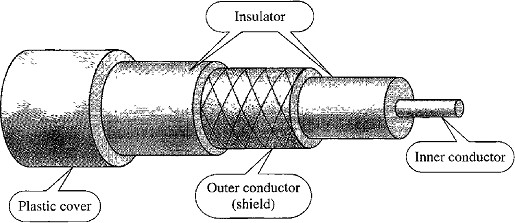 Insulator
Inner conductor
Outer conductor
(shield)
Plastic cover